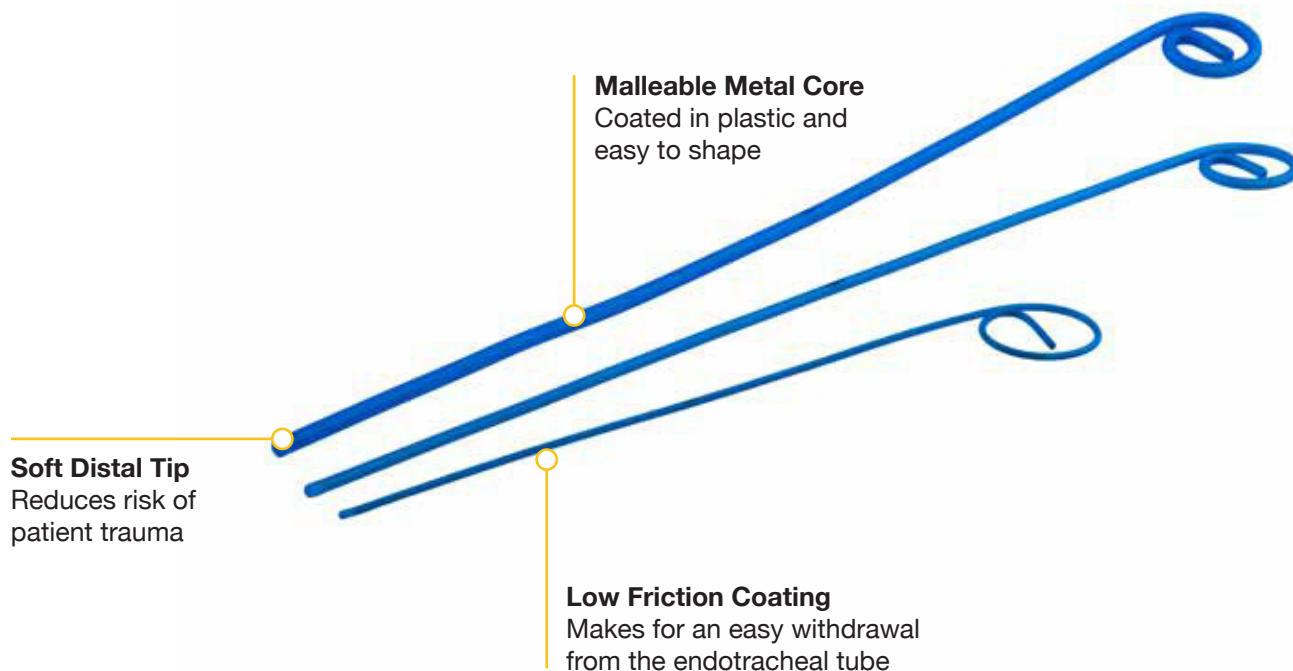 Malleable Metal Core
Coated in plastic and
easy to shape
Soft Distal Tip
Reduces risk of
patient trauma
Low Friction Coating
Makes for an easy withdrawal
from the endotracheal tube